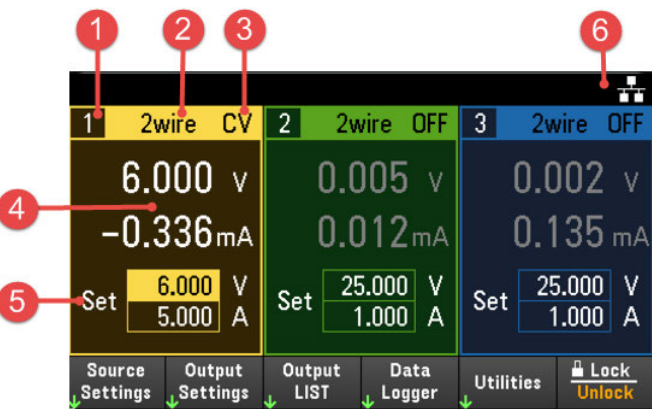 1 2 3 6
1 2wire CV 2 2wire OFF 3 2wire OFF
6.000 V 0.005 V 0.002 V
4
-0.336mA 0.012mA 0.135 mA
5 Set 6.000 V Set 25.000 V Set 25.000 V
5.000 A 1.000 A 1.000 A
Source Output Output Data Utilities Lock
Settings Settings LIST Logger Unlock